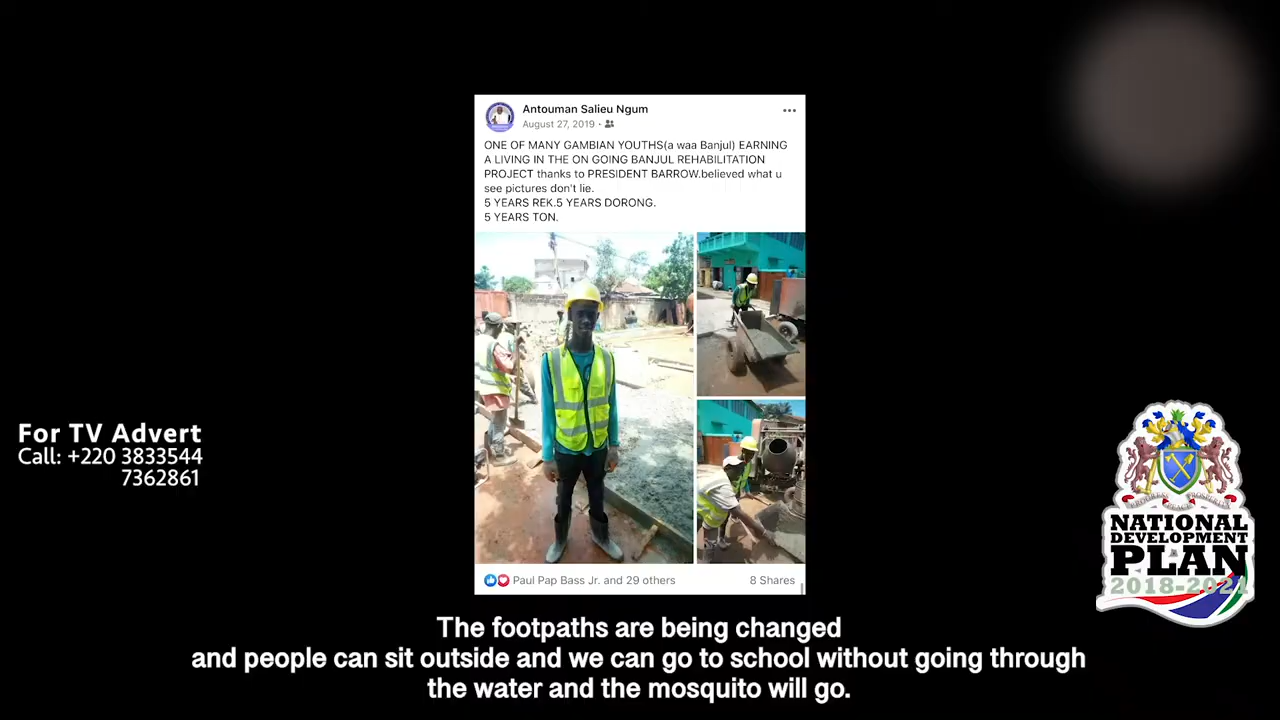 Antouman Salieu Ngum
August 27, 2019
ONE OF MANY GAMBIAN YOUTHS(a waa Banjul) EARNING
A LIVING IN THE ON GOING BANJUL REHABILITATION
PROJECT thanks to PRESIDENT BARROW.believed what u
see pictures don't lie.
5 YEARS REK.5 YEARS DORONG.
5 YEARS TON.
Paul Pap Bass Jr. and 29 others
8 Shares
For TV Advert
Call: +220 3833544
7362861
NATIONAL
DEVELOPMENT
PLAN
2018-2021
The footpaths are being changed
and people can sit outside and we can go to school without going through
the water and the mosquito will go.